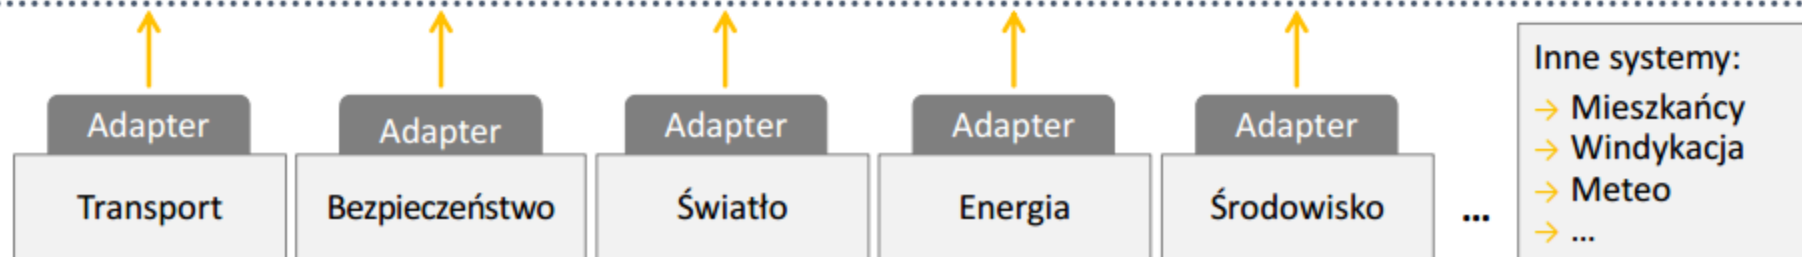 Adapter
Adapter
Adapter
Adapter
Adapter
Transport
Bezpieczeństwo
Światło
Energia
Środowisko
...
Inne systemy:
→ Mieszkańcy
→ Windykacja
→ Meteo
→ ...